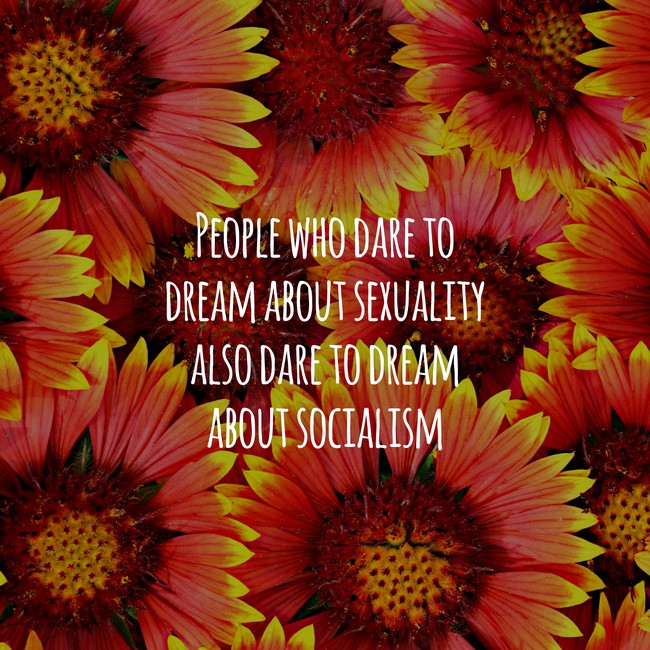 People who dare to
dream about sexuality
also dare to dream
about socialism